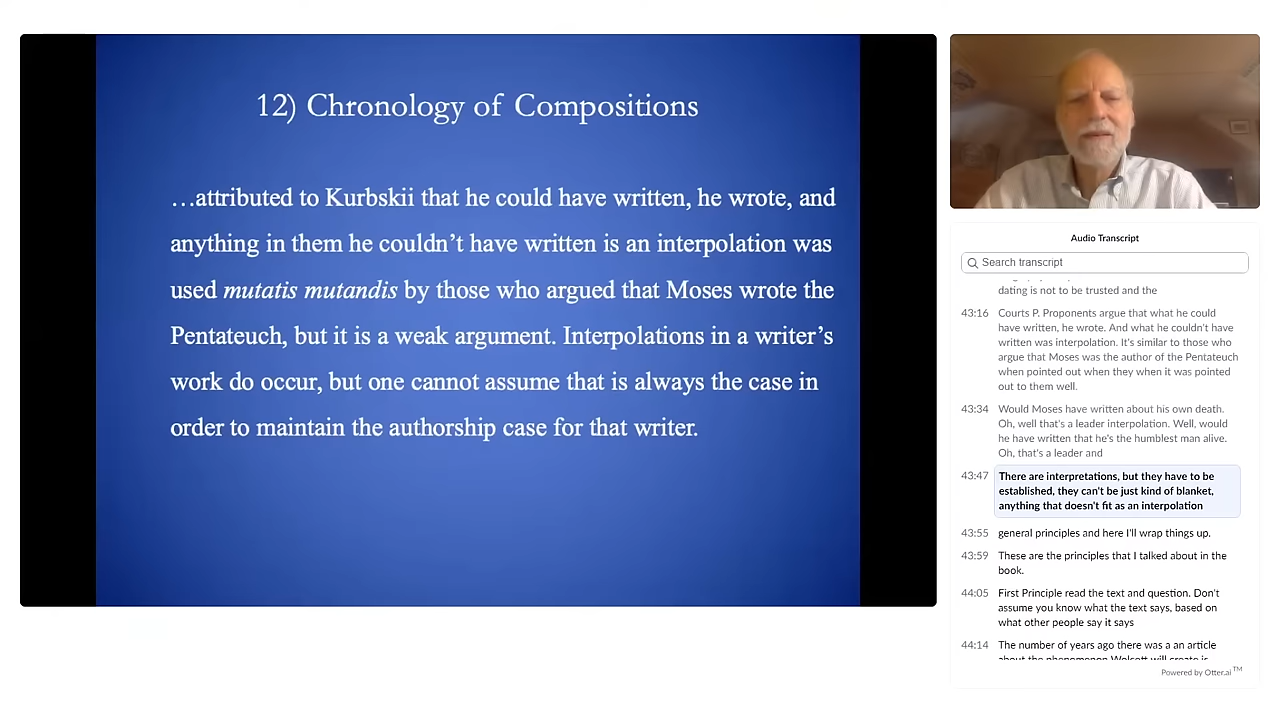 12) Chronology of Compositions
…attributed to Kurbskii that he could have written, he wrote, and
anything in them he couldn’t have written is an interpolation was
used mutatis mutandis by those who argued that Moses wrote the
Pentateuch, but it is a weak argument. Interpolations in a writer’s
work do occur, but one cannot assume that is always the case in
order to maintain the authorship case for that writer.
Audio Transcript
Search transcript
dating is not to be trusted and the
43:16 Courts P. Proponents argue that what he could
have written, he wrote. And what he couldn't have
written was interpolation. It's similar to those who
argue that Moses was the author of the Pentateuch
when pointed out when they when it was pointed
out to them well.
43:34 Would Moses have written about his own death.
Oh, well that's a leader interpolation. Well, would
he have written that he's the humblest man alive.
Oh, that's a leader and
43:47 There are interpretations, but they have to be
established, they can't be just kind of blanket,
anything that doesn't fit as an interpolation
43:55 general principles and here I'll wrap things up.
43:59 These are the principles that I talked about in the
book.
44:05 First Principle read the text and question. Don't
assume you know what the text says, based on
what other people say it says
44:14 The number of years ago there was a an article
about the phenomenon Wolcott will create is
Powered by Otter.ai™